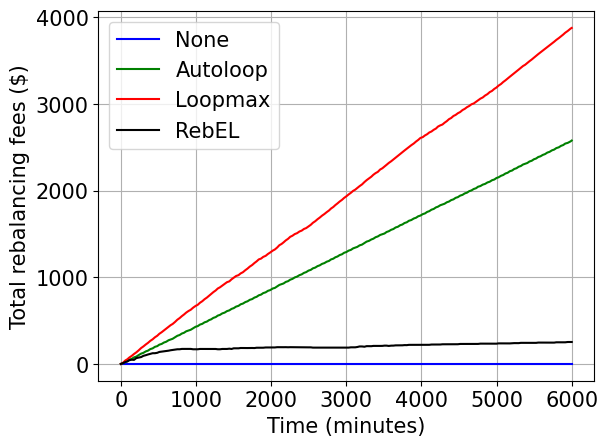 Total rebalancing fees ($)
4000
3000
2000
1000
0
None
Autoloop
Loopmax
RebEL
0 1000 2000 3000 4000 5000 6000
Time (minutes)